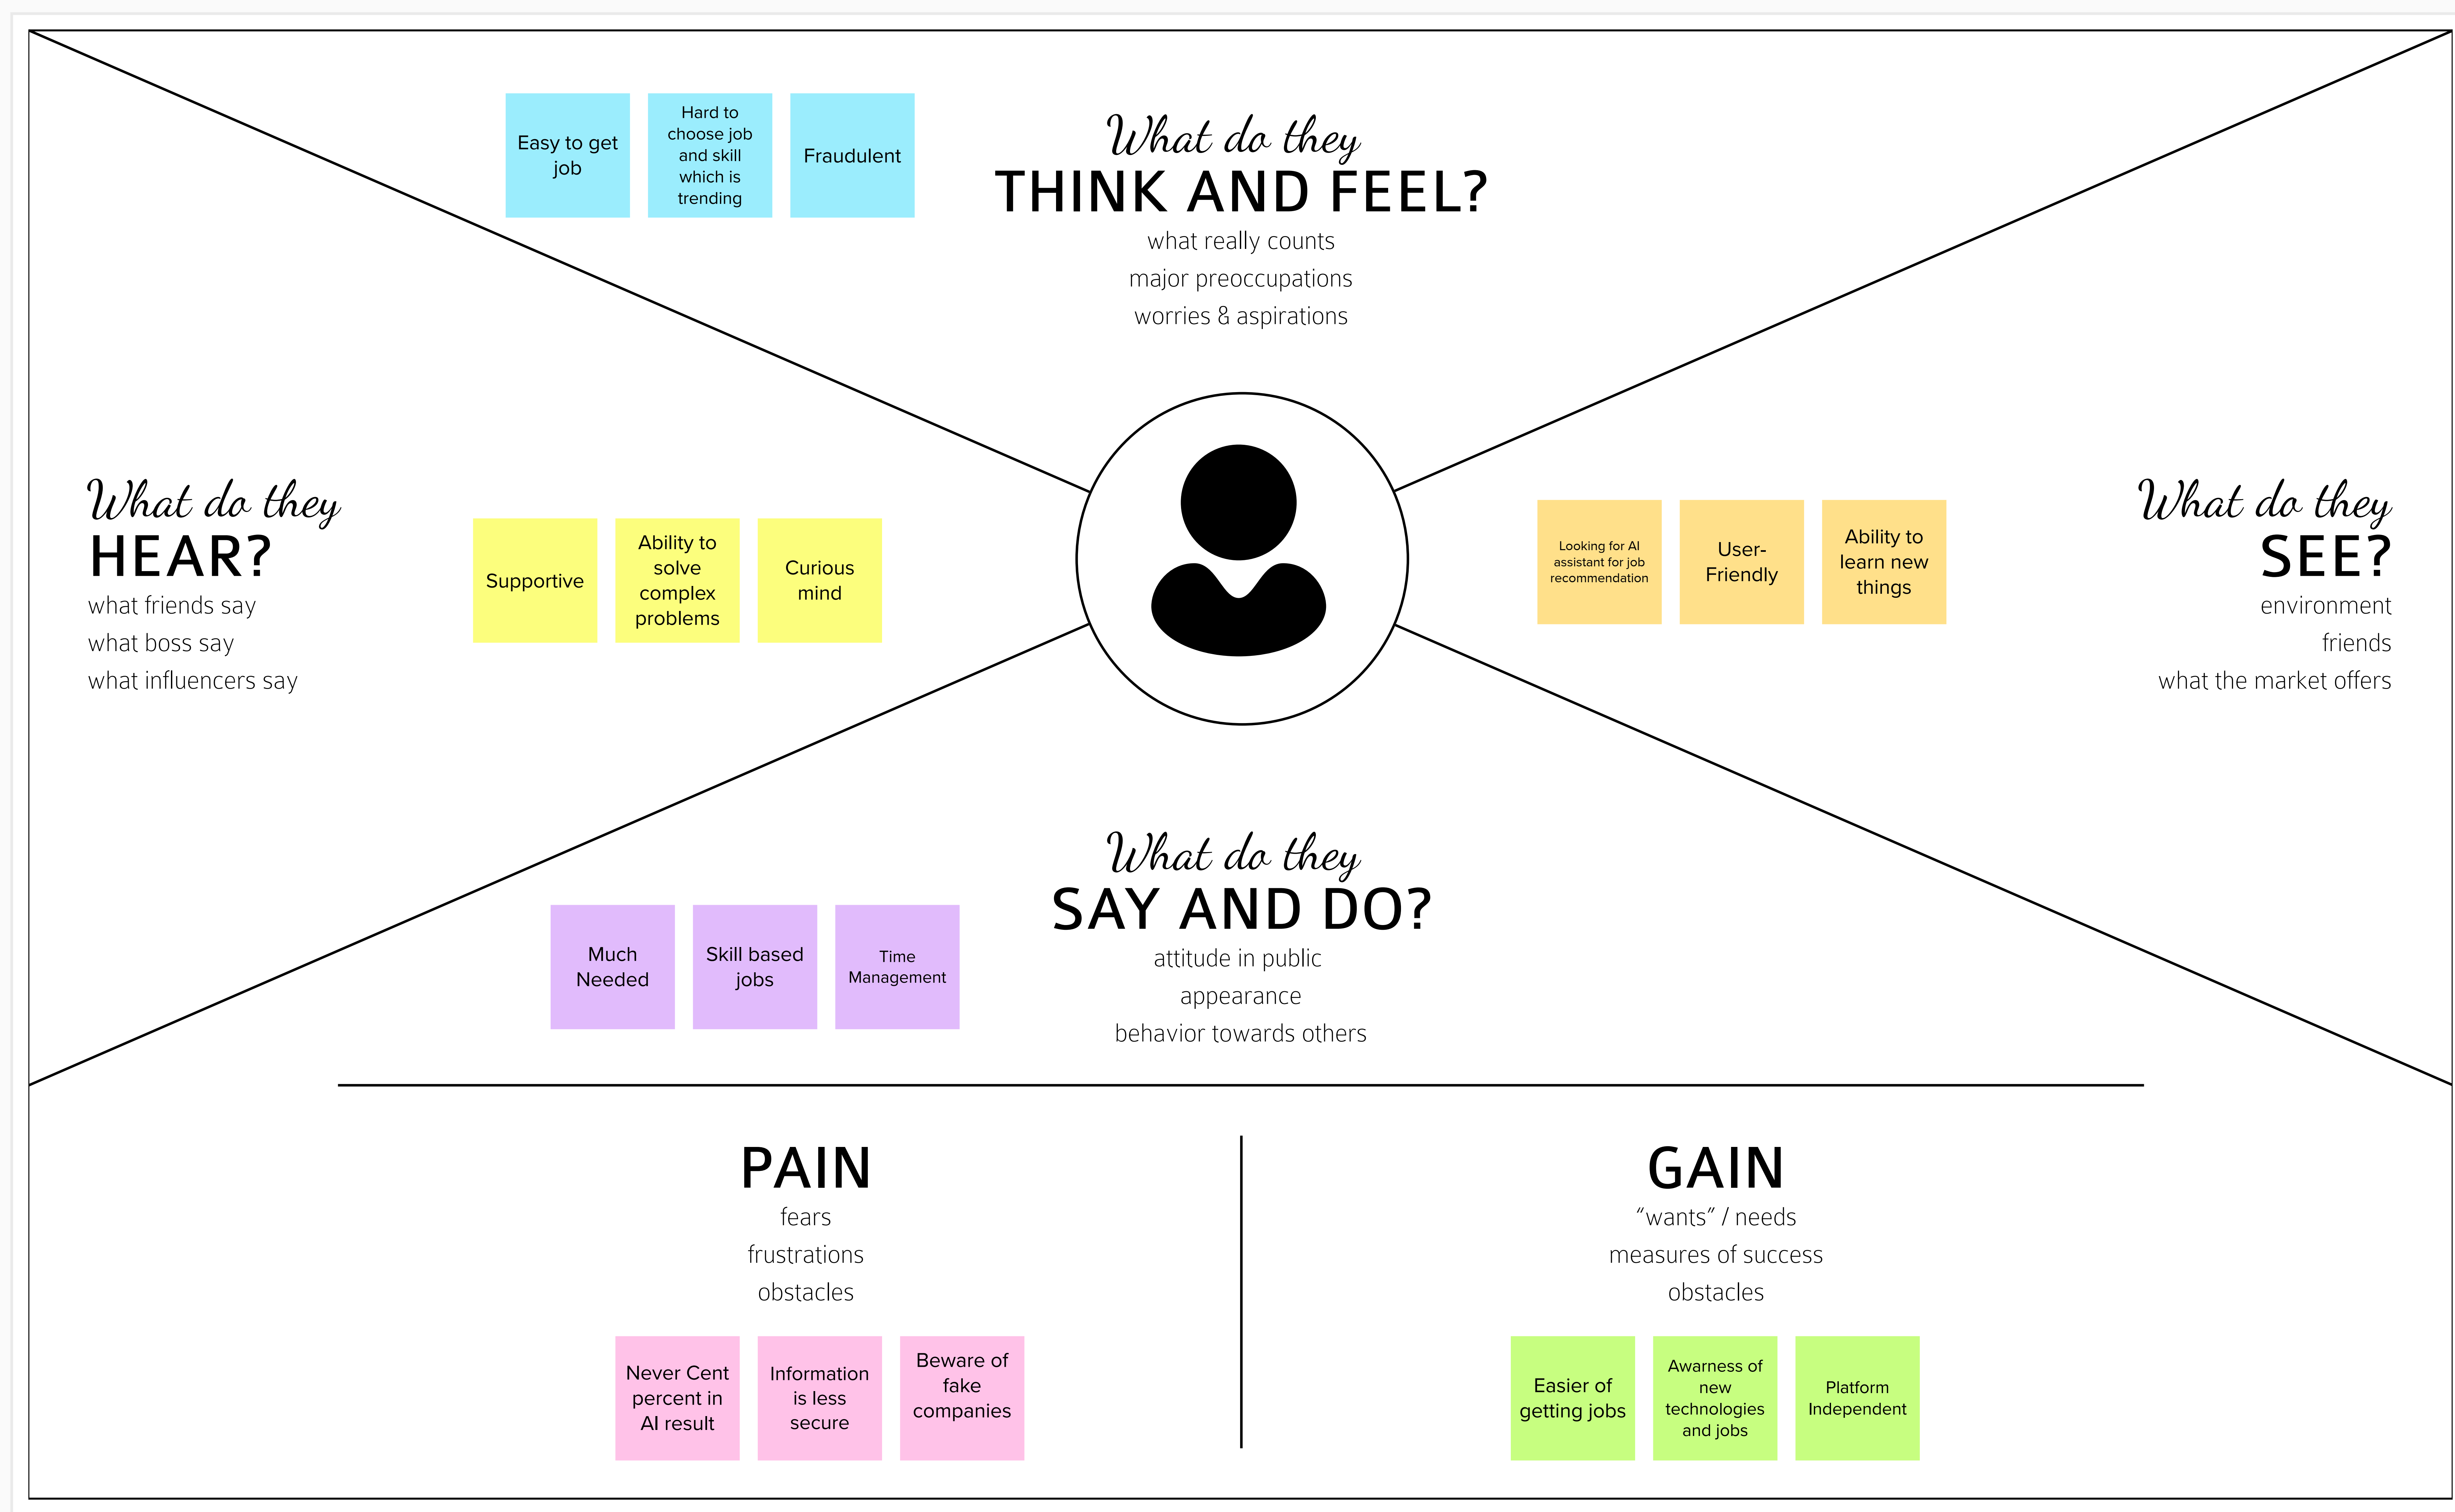 Easy to get
job
Hard to
choose job
and skill
which is
trending
Fraudulent
What do they
THINK AND FEEL?
what really counts
major preoccupations
worries & aspirations
What do they
HEAR?
what friends say
what boss say
what influencers say
Supportive
Ability to
solve
complex
problems
Curious
mind
Looking for AI
assistant for job
recommendation
User-
Friendly
Ability to
learn new
things
What do they
SEE?
environment
friends
what the market offers
What do they
SAY AND DO?
attitude in public
appearance
behavior towards others
Much
Needed
Skill based
jobs
Time
Management
PAIN
fears
frustrations
obstacles
Never Cent
percent in
AI result
Information
is less
secure
Beware of
fake
companies
GAIN
“wants” / needs
measures of success
obstacles
Easier of
getting jobs
Awarness of
new
technologies
and jobs
Platform
Independent